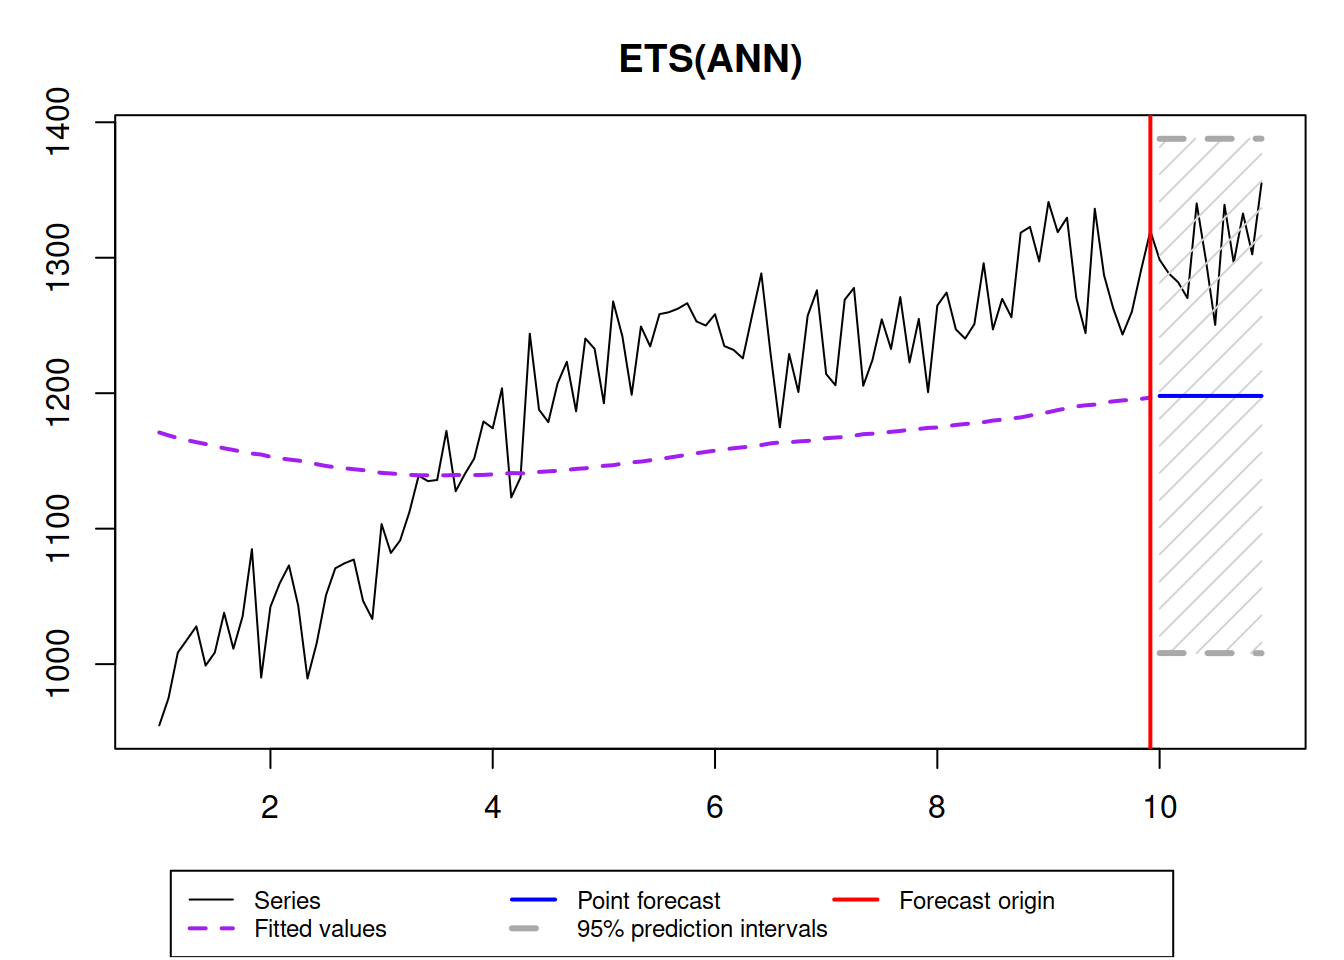 ETS(ANN)
1400
1300
1200
1100
1000
2 4 6 8 10
Series Point forecast Forecast origin
Fitted values 95% prediction intervals